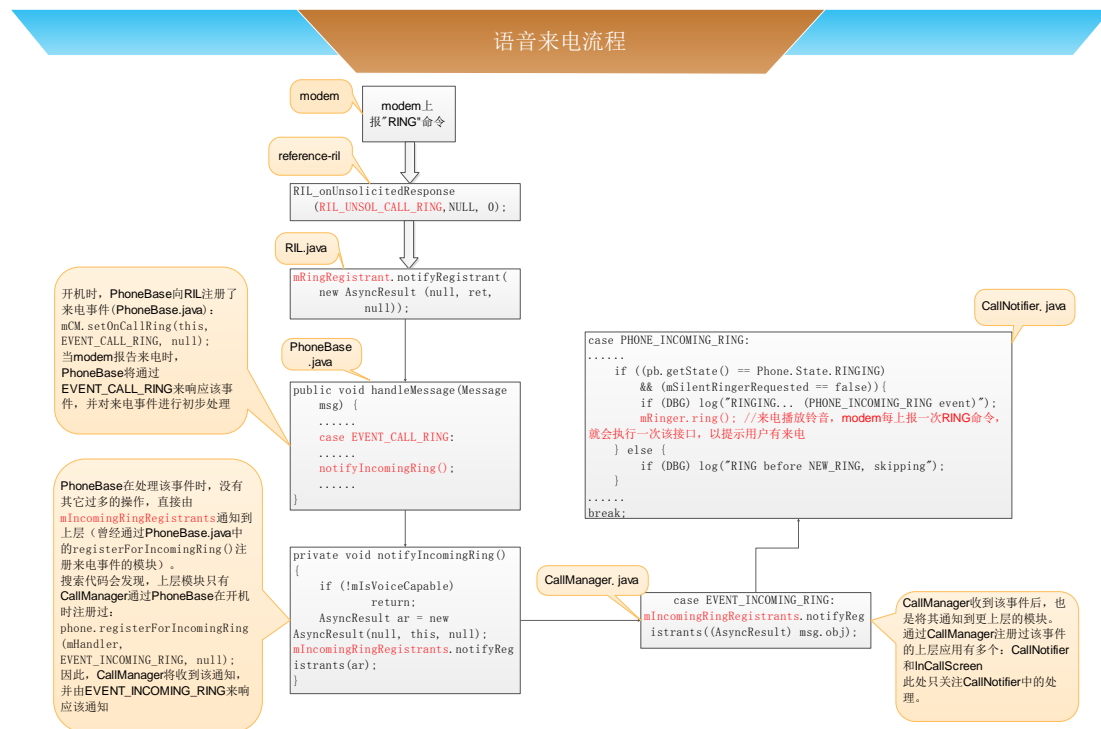 语音来电流程
modem
modem上
报"RING"命令
reference-ril
RIL_onUnsolicitedResponse
(RIL_UNSOL_CALL_RING,NULL, 0);
RIL.java
mRingRegistrant.notifyRegistrant(
new AsyncResult (null, ret,
null));
开机时，PhoneBase向RIL注册了
来电事件(PhoneBase.java)：
mCM.setOnCallRing(this,
EVENT_CALL_RING, null);
当modem报告来电时，
PhoneBase将通过
EVENT_CALL_RING来响应该事
件，并对来电事件进行初步处理
PhoneBase
.java
public void handleMessage(Message
msg) {
......
case EVENT_CALL_RING:
......
notifyIncomingRing();
......
}
PhoneBase在处理该事件时，没有
其它过多的操作，直接由
mIncomingRingRegistrants通知到
上层（曾经通过PhoneBase.java中
的registerForIncomingRing()注
册来电事件的模块）。
搜索代码会发现，上层模块只有
CallManager通过PhoneBase在开机
时注册过：
phone.registerForIncomingRing
(mHandler,
EVENT_INCOMING_RING, null);
因此，CallManager将收到该通知，
并由EVENT_INCOMING_RING来响
应该通知
private void notifyIncomingRing()
{
if (!mIsVoiceCapable)
return;
AsyncResult ar = new
AsyncResult(null, this, null);
mIncomingRingRegistrants.notifyReg
istrants(ar);
}
CallManager. java
case EVENT_INCOMING_RING:
mIncomingRingRegistrants.notifyReg
istrants((AsyncResult) msg.obj);
CallManager收到该事件后，也
是将其通知到更上层的模块。
通过CallManager注册过该事件
的上层应用有多个：CallNotifier
和InCallScreen
此处只关注CallNotifier中的处
理。
CallNotifier. java
case PHONE_INCOMING_RING:
......
if ((pb.getState() == Phone.State.RINGING)
&& (mSilentRingerRequested == false)){
if (DBG) log("RINGING... (PHONE_INCOMING_RING event)");
mRinger.ring(); //来电播放铃音，modem每上报一次RING命令，
就会执行一次该接口，以提示用户有来电
} else {
if (DBG) log("RING before NEW_RING, skipping");
}
......
break;